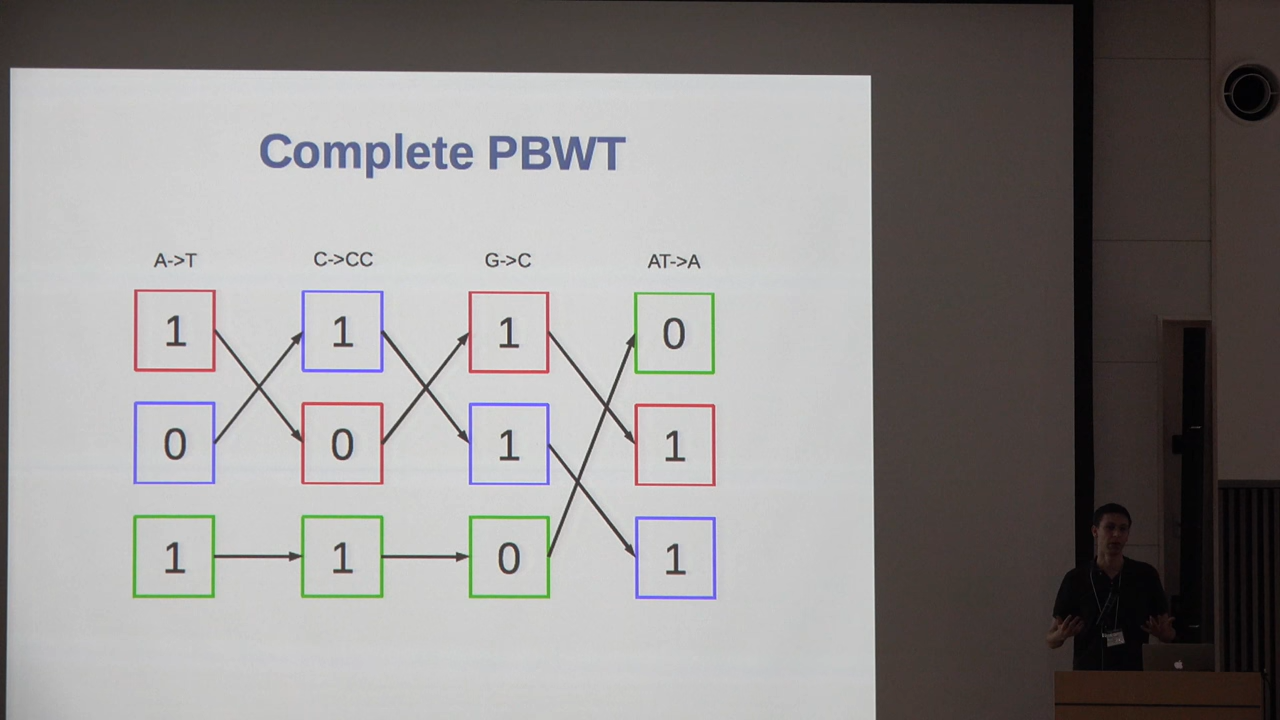 Complete PBWT
A->T C->CC G->C AT->A
1 1 1 0
0 0 1 1
1 1 0 1